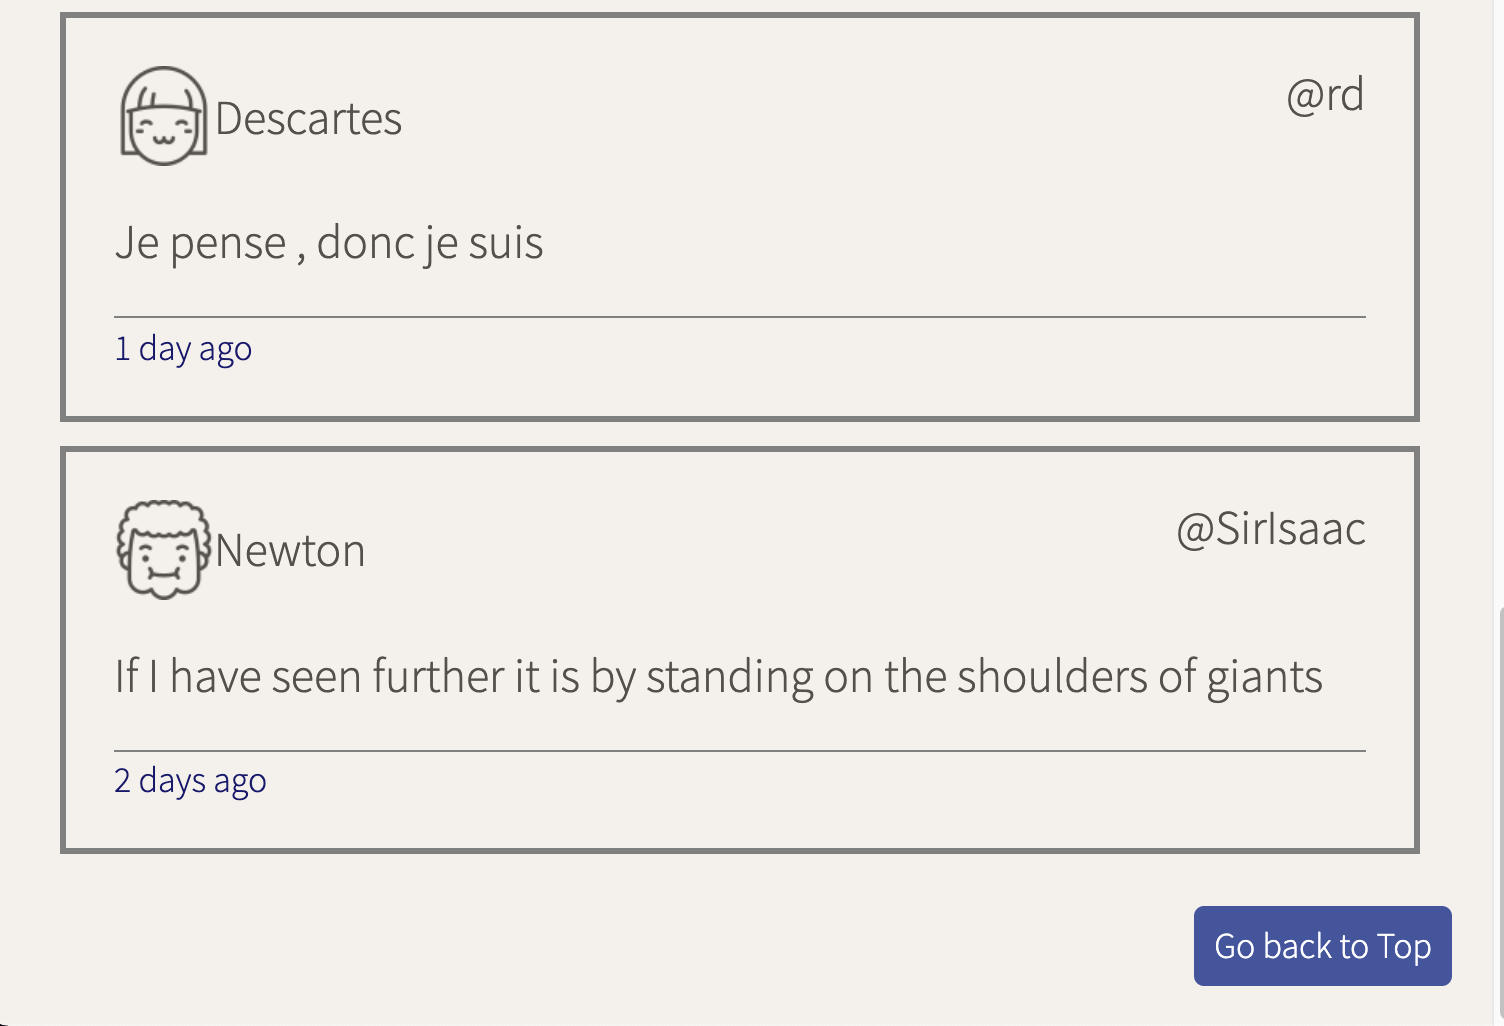 Descartes @rd
Je pense , donc je suis
1 day ago
Newton @SirIsaac
If I have seen further it is by standing on the shoulders of giants
2 days ago
Go back to Top